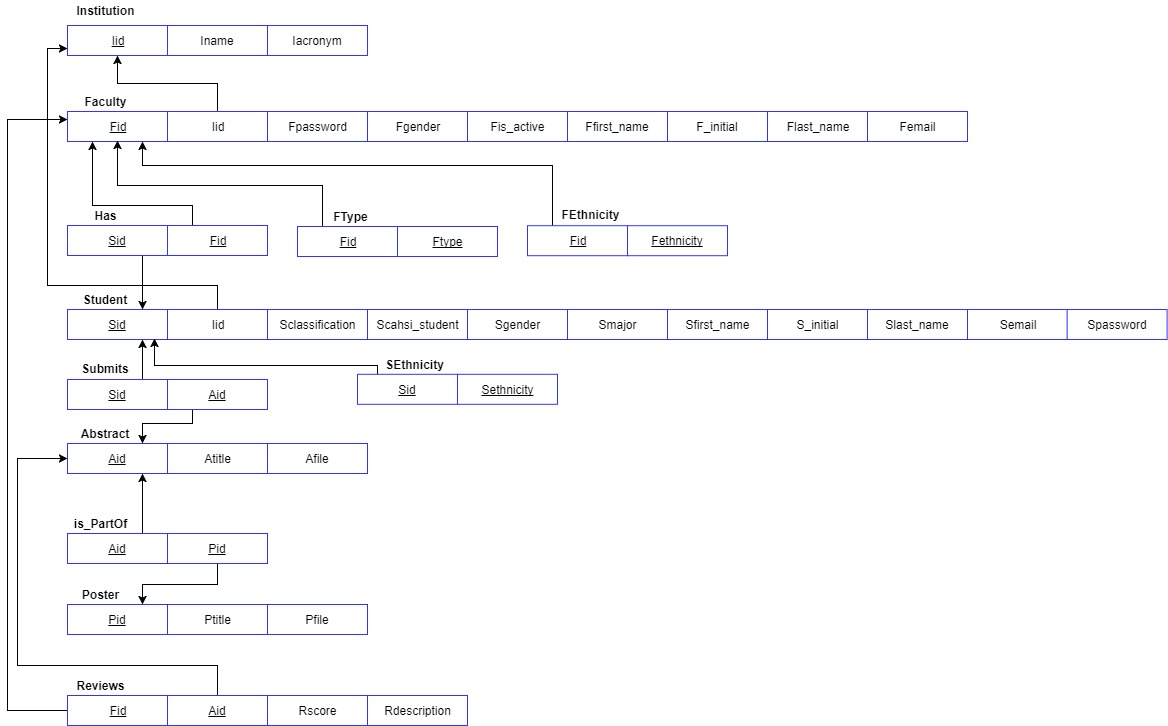 Institution
Iid Iname Iacronym
Faculty
Fid Iid Fpassword Fgender Fis_active Ffirst_name F_initial Flast_name Femail
Has FType FEthnicity
Sid Fid Fid Ftype Fid Fethnicity
Student
Sid Iid Sclassification Scahsi_student Sgender Smajor Sfirst_name S_initial Slast_name Semail Spassword
Submits SEthnicity
Sid Aid Sid Sethnicity
Abstract
Aid Atitle Afile
is_PartOf
Aid Pid
Poster
Pid Ptitle Pfile
Reviews
Fid Aid Rscore Rdescription